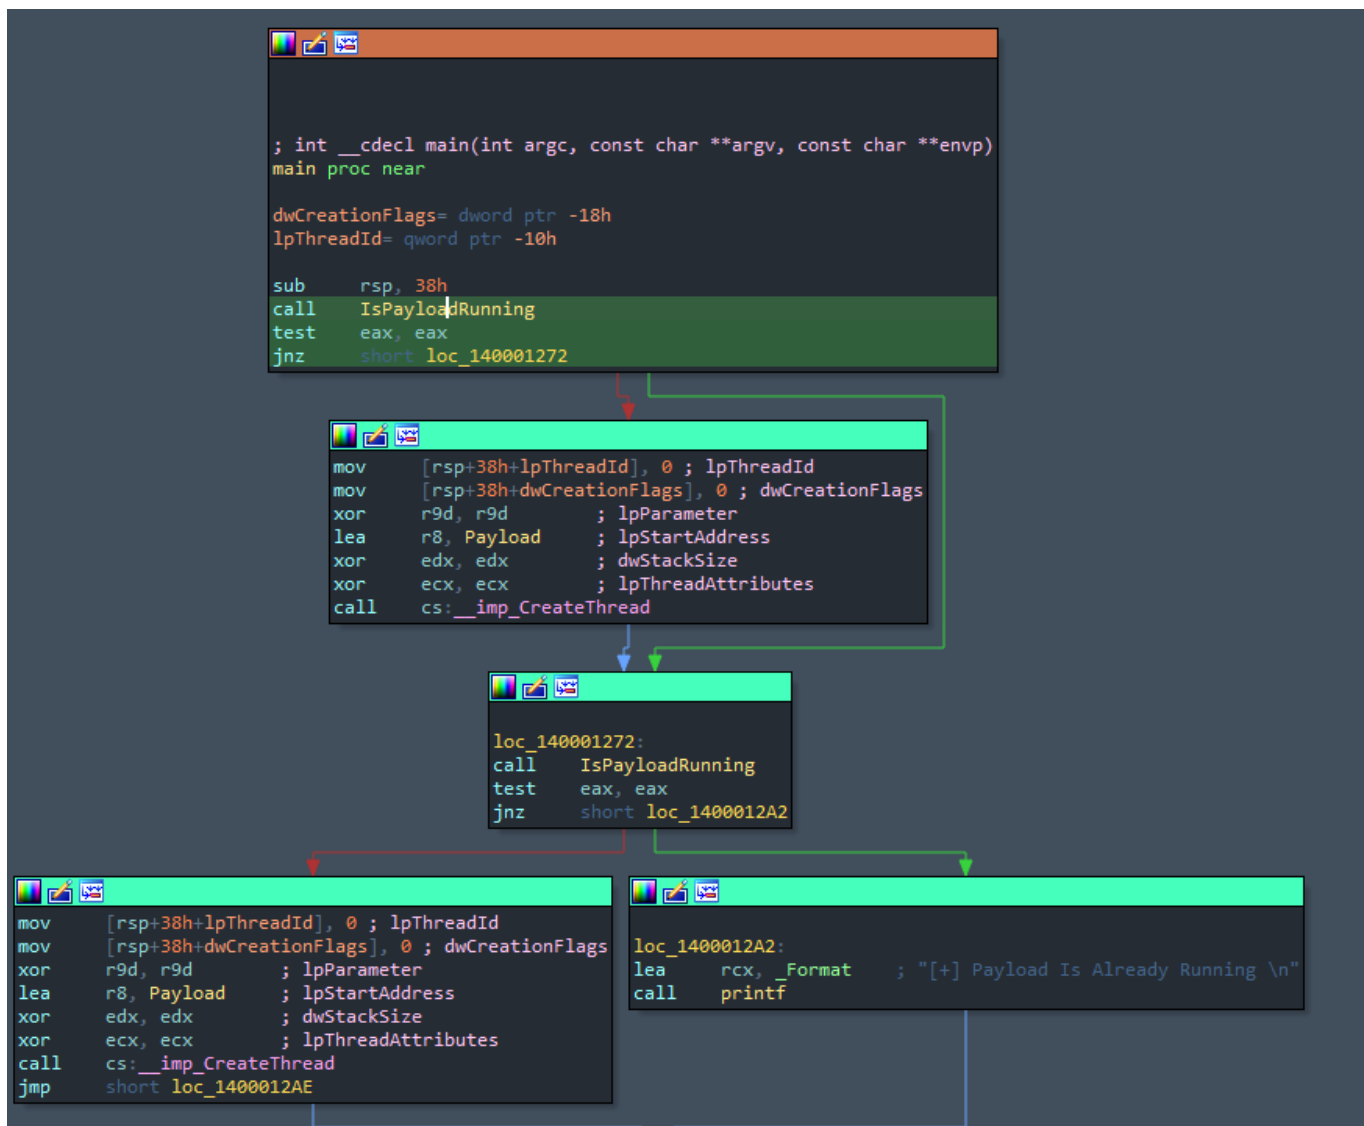 ; int __cdecl main(int argc, const char **argv, const char **envp)
main proc near
dwCreationFlags= dword ptr -18h
lpThreadId= qword ptr -10h
sub rsp, 38h
call IsPayloadRunning
test eax, eax
jnz short loc_140001272
mov [rsp+38h+lpThreadId], 0 ; lpThreadId
mov [rsp+38h+dwCreationFlags], 0 ; dwCreationFlags
xor r9d, r9d ; lpParameter
lea r8, Payload ; lpStartAddress
xor edx, edx ; dwStackSize
xor ecx, ecx ; lpThreadAttributes
call cs:__imp_CreateThread
loc_140001272:
call IsPayloadRunning
test eax, eax
jnz short loc_1400012A2
mov [rsp+38h+lpThreadId], 0 ; lpThreadId
mov [rsp+38h+dwCreationFlags], 0 ; dwCreationFlags
xor r9d, r9d ; lpParameter
lea r8, Payload ; lpStartAddress
xor edx, edx ; dwStackSize
xor ecx, ecx ; lpThreadAttributes
call cs:__imp_CreateThread
jmp short loc_1400012AE
loc_1400012A2:
lea rcx, _Format ; "[+] Payload Is Already Running \n"
call printf